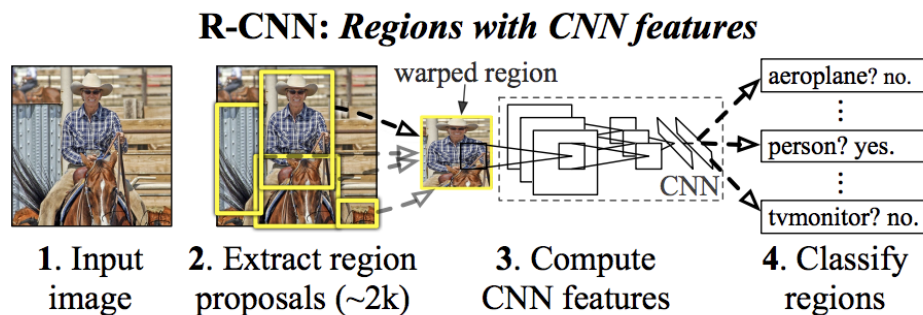 R-CNN: Regions with CNN features
warped region
aeroplane? no.
⋮
person? yes.
⋮
tvmonitor? no.
CNN
1. Input
image
2. Extract region
proposals (~2k)
3. Compute
CNN features
4. Classify
regions